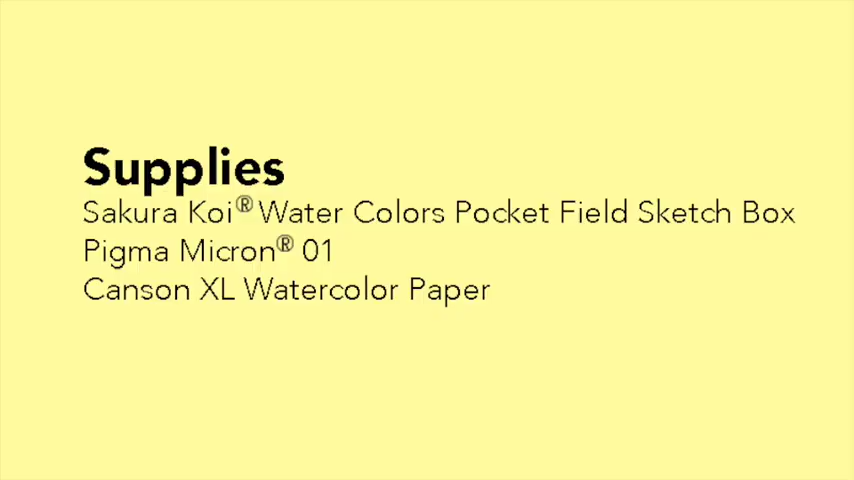 Supplies
Sakura Koi® Water Colors Pocket Field Sketch Box
Pigma Micron® 01
Canson XL Watercolor Paper